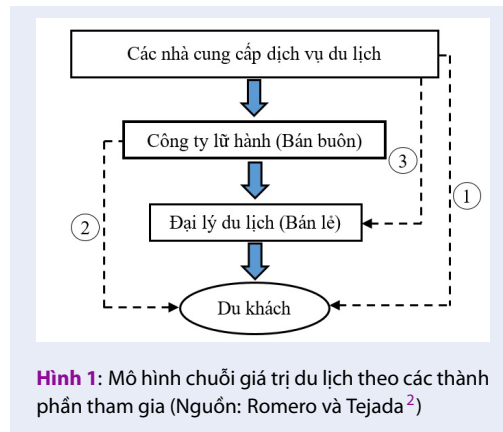 Các nhà cung cấp dịch vụ du lịch
Công ty lữ hành (Bán buôn)
3
1
2
Đại lý du lịch (Bán lẻ)
Du khách
Hình 1: Mô hình chuỗi giá trị du lịch theo các thành
phần tham gia (Nguồn: Romero và Tejada2)